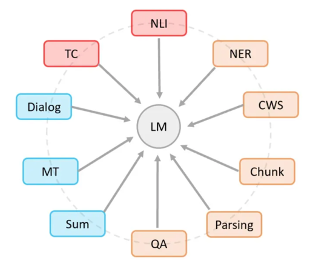 NLI
TC
NER
Dialog
CWS
LM
MT
Chunk
Sum
Parsing
QA